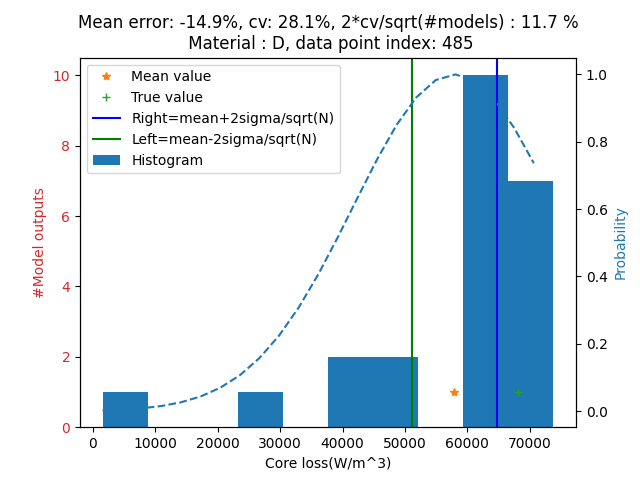 Mean error: -14.9%, cv: 28.1%, 2*cv/sqrt(#models) : 11.7 %
Material : D, data point index: 485
Mean value
True value
Right=mean+2sigma/sqrt(N)
Left=mean-2sigma/sqrt(N)
Histogram
#Model outputs
10
8
6
4
2
0
1.0
0.8
0.6
0.4
0.2
0.0
Probability
0 10000 20000 30000 40000 50000 60000 70000
Core loss(W/m^3)